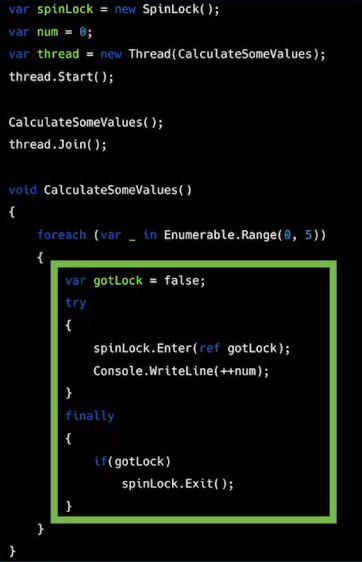 var spinLock = new SpinLock();
var num = 0;
var thread = new Thread(CalculateSomeValues);
thread.Start();
CalculateSomeValues();
thread.Join();
void CalculateSomeValues()
{
foreach (var _ in Enumerable.Range(0, 5))
{
var gotLock = false;
try
{
spinLock.Enter(ref gotLock);
Console.WriteLine(++num);
}
finally
{
if(gotLock)
spinLock.Exit();
}
}
}